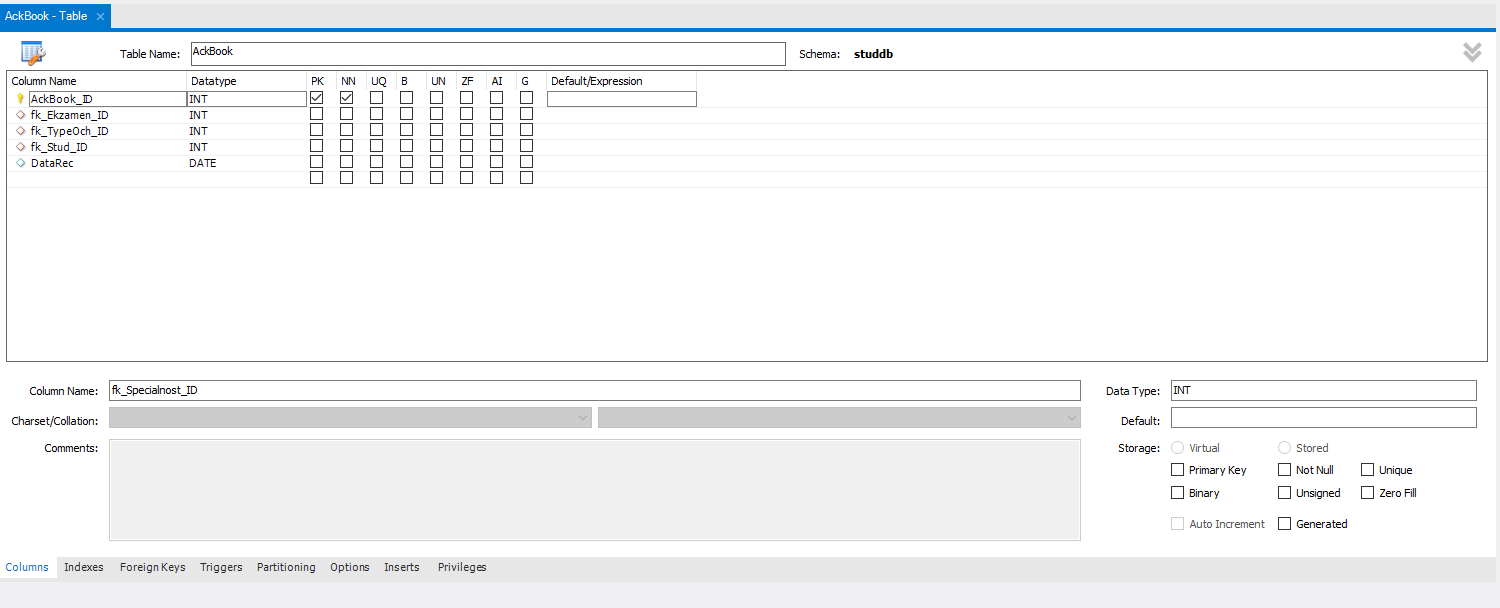 AckBook - Table ×
Table Name: AckBook Schema: studdb
Column Name Datatype PK NN UQ B UN ZF AI G Default/Expression
AckBook_ID INT
fk_Ekzamen_ID INT
fk_TypeOch_ID INT
fk_Stud_ID INT
DataRec DATE
Column Name: fk_Specialnost_ID Data Type: INT
Charset/Collation: Default:
Comments: Storage: Virtual Stored
Primary Key Not Null Unique
Binary Unsigned Zero Fill
Auto Increment Generated
Columns Indexes Foreign Keys Triggers Partitioning Options Inserts Privileges